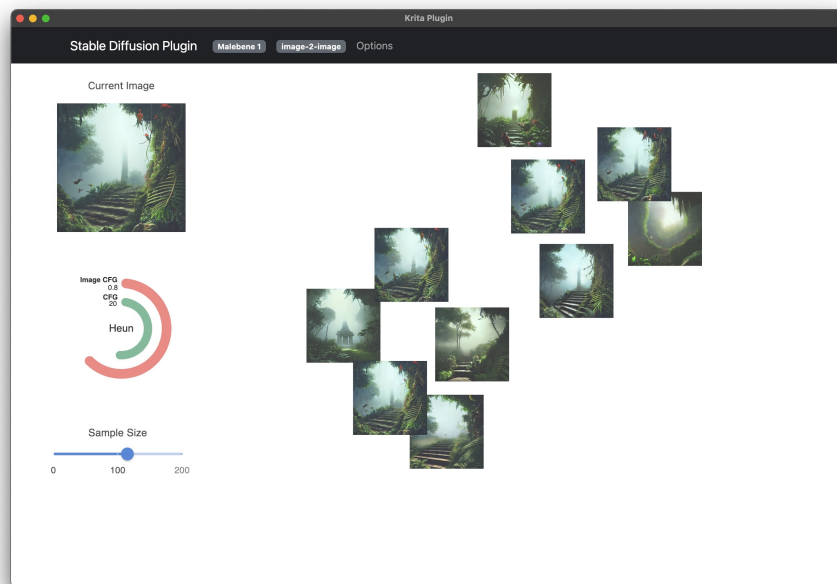 Krita Plugin
Stable Diffusion Plugin Malebene 1 image-2-image Options
Current Image
Image CFG
0.8
CFG
20
Heun
Sample Size
0 100 200